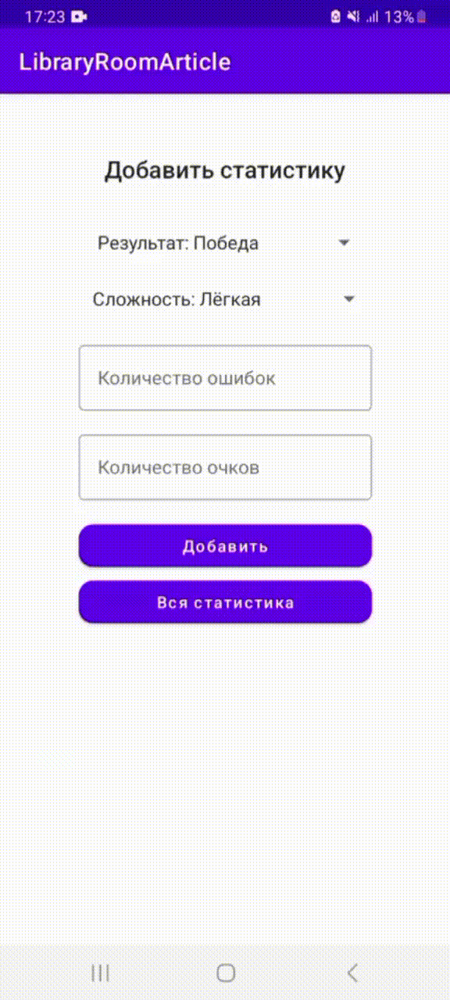 17:23 13%
LibraryRoomArticle
Добавить статистику
Результат: Победа
Сложность: Лёгкая
Количество ошибок
Количество очков
Добавить
Вся статистика